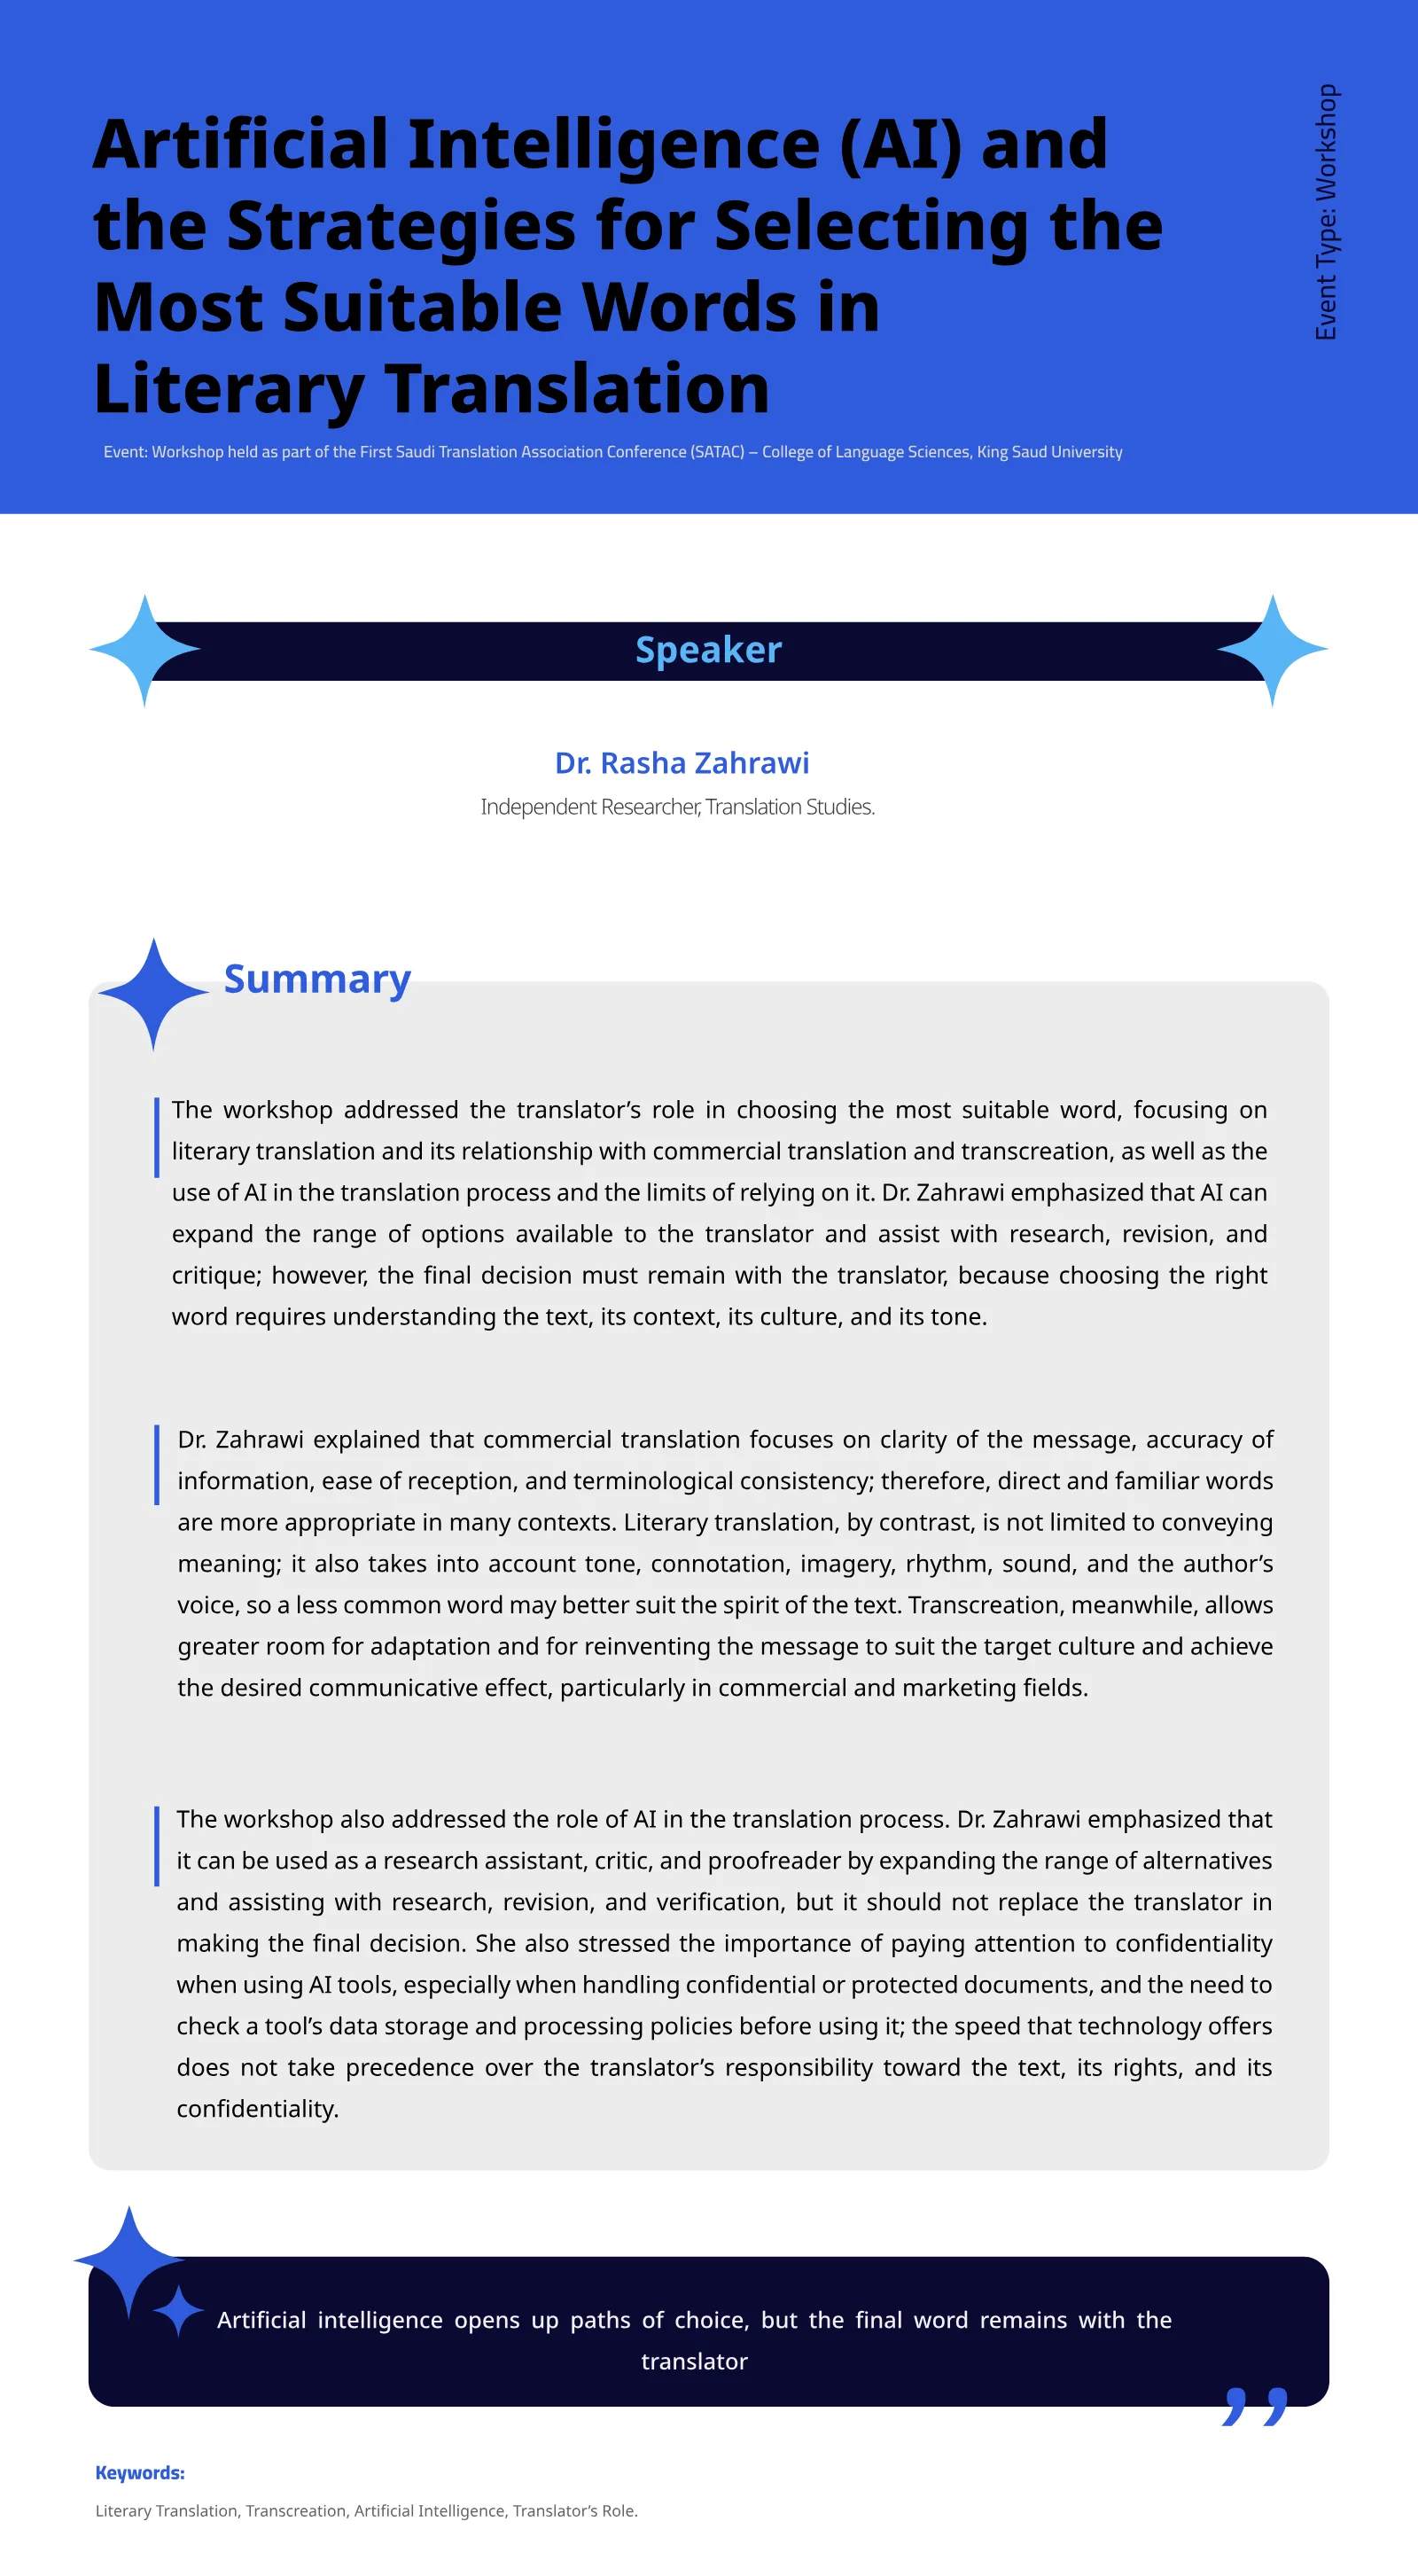 Artificial Intelligence (AI) and
the Strategies for Selecting the
Most Suitable Words in
Literary Translation
Event Type: Workshop
Event: Workshop held as part of the First Saudi Translation Association Conference (SATAC) – College of Language Sciences, King Saud University
Speaker
Dr. Rasha Zahrawi
Independent Researcher, Translation Studies.
Summary
The workshop addressed the translator’s role in choosing the most suitable word, focusing on
literary translation and its relationship with commercial translation and transcreation, as well as the
use of AI in the translation process and the limits of relying on it. Dr. Zahrawi emphasized that AI can
expand the range of options available to the translator and assist with research, revision, and
critique; however, the final decision must remain with the translator, because choosing the right
word requires understanding the text, its context, its culture, and its tone.
Dr. Zahrawi explained that commercial translation focuses on clarity of the message, accuracy of
information, ease of reception, and terminological consistency; therefore, direct and familiar words
are more appropriate in many contexts. Literary translation, by contrast, is not limited to conveying
meaning; it also takes into account tone, connotation, imagery, rhythm, sound, and the author’s
voice, so a less common word may better suit the spirit of the text. Transcreation, meanwhile, allows
greater room for adaptation and for reinventing the message to suit the target culture and achieve
the desired communicative effect, particularly in commercial and marketing fields.
The workshop also addressed the role of AI in the translation process. Dr. Zahrawi emphasized that
it can be used as a research assistant, critic, and proofreader by expanding the range of alternatives
and assisting with research, revision, and verification, but it should not replace the translator in
making the final decision. She also stressed the importance of paying attention to confidentiality
when using AI tools, especially when handling confidential or protected documents, and the need to
check a tool’s data storage and processing policies before using it; the speed that technology offers
does not take precedence over the translator’s responsibility toward the text, its rights, and its
confidentiality.
Artificial intelligence opens up paths of choice, but the final word remains with the
translator
”
Keywords:
Literary Translation, Transcreation, Artificial Intelligence, Translator’s Role.